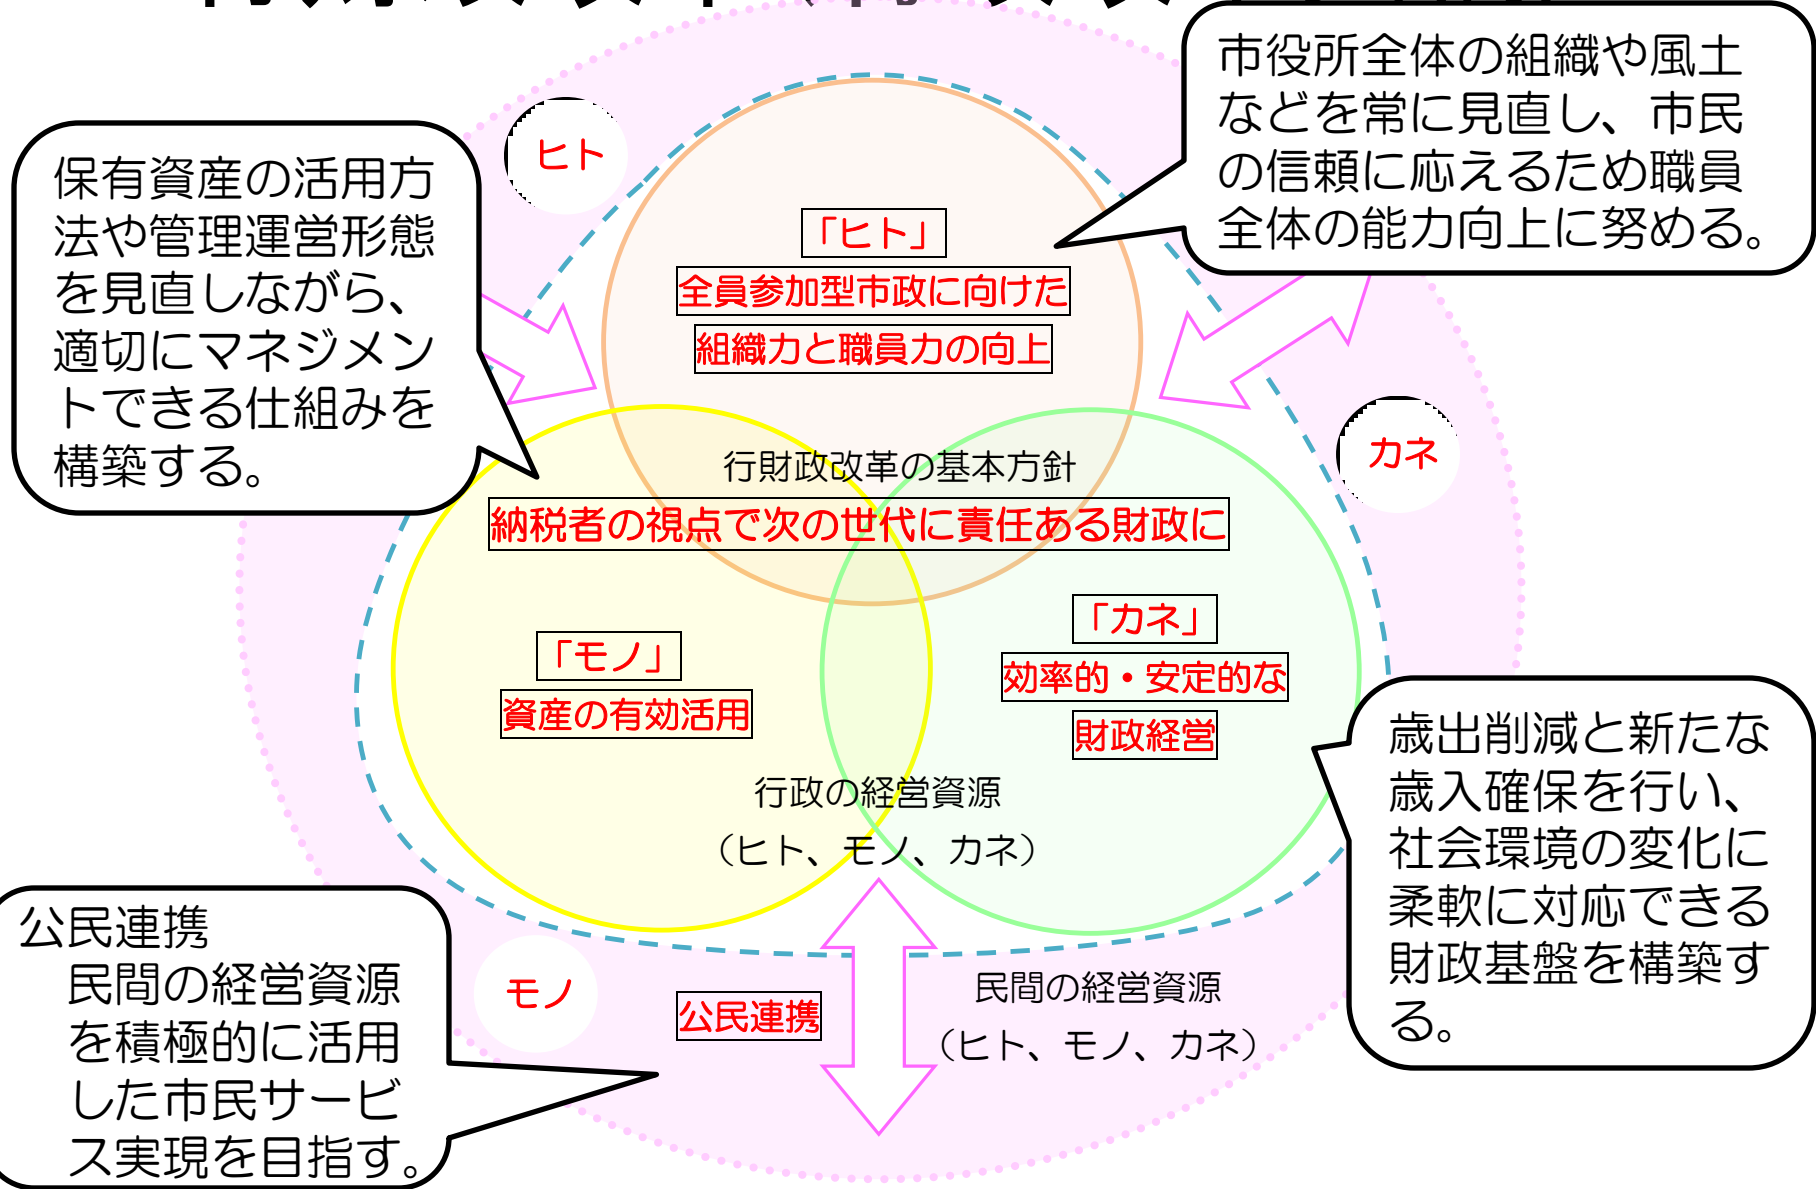 市役所全体の組織や風土
などを常に見直し、市民
の信頼に応えるため職員
全体の能力向上に努める。
ヒト
保有資産の活用方
法や管理運営形態
を見直しながら、
適切にマネジメン
トできる仕組みを
構築する。
「ヒト」
全員参加型市政に向けた
組織力と職員力の向上
カネ
行財政改革の基本方針
納税者の視点で次の世代に責任ある財政に
「モノ」
資産の有効活用
「カネ」
効率的・安定的な
財政経営
行政の経営資源
（ヒト、モノ、カネ）
歳出削減と新たな
歳入確保を行い、
社会環境の変化に
柔軟に対応できる
財政基盤を構築す
る。
公民連携
民間の経営資源
を積極的に活用
した市民サービ
ス実現を目指す。
モノ
公民連携
民間の経営資源
（ヒト、モノ、カネ）